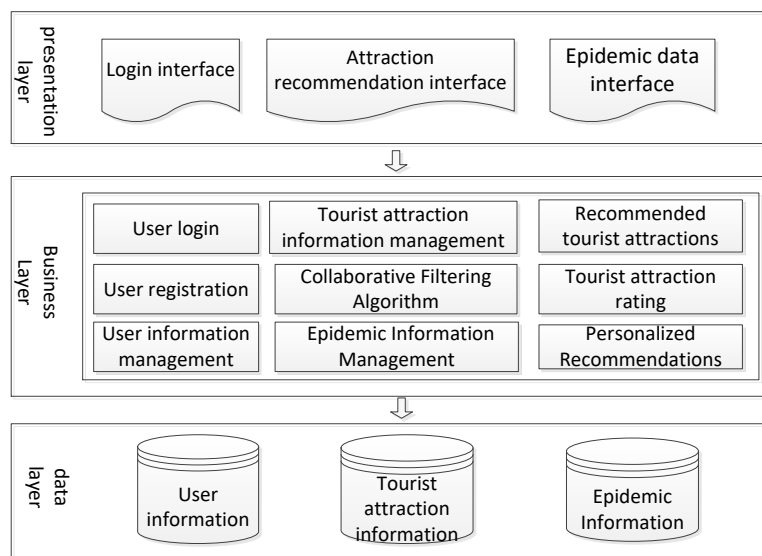 presentation
layer
Login interface
Attraction
recommendation interface
Epidemic data
interface
Business
Layer
User login
Tourist attraction
information management
Recommended
tourist attractions
User registration
Collaborative Filtering
Algorithm
Tourist attraction
rating
User information
management
Epidemic Information
Management
Personalized
Recommendations
data
layer
User
information
Tourist
attraction
information
Epidemic
Information